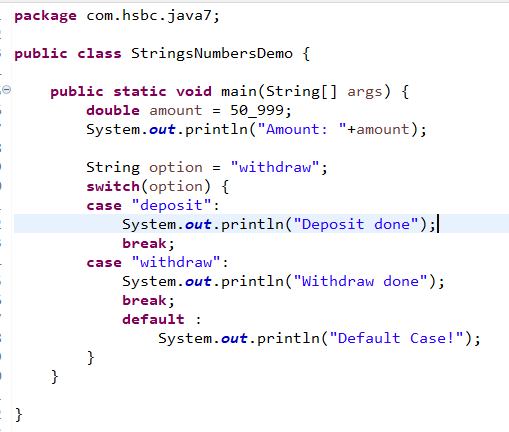 package com.hsbc.java7;
public class StringsNumbersDemo {
public static void main(String[] args) {
double amount = 50_999;
System.out.println("Amount: "+amount);
String option = "withdraw";
switch(option) {
case "deposit":
System.out.println("Deposit done");
break;
case "withdraw":
System.out.println("Withdraw done");
break;
default :
System.out.println("Default Case!");
}
}
}